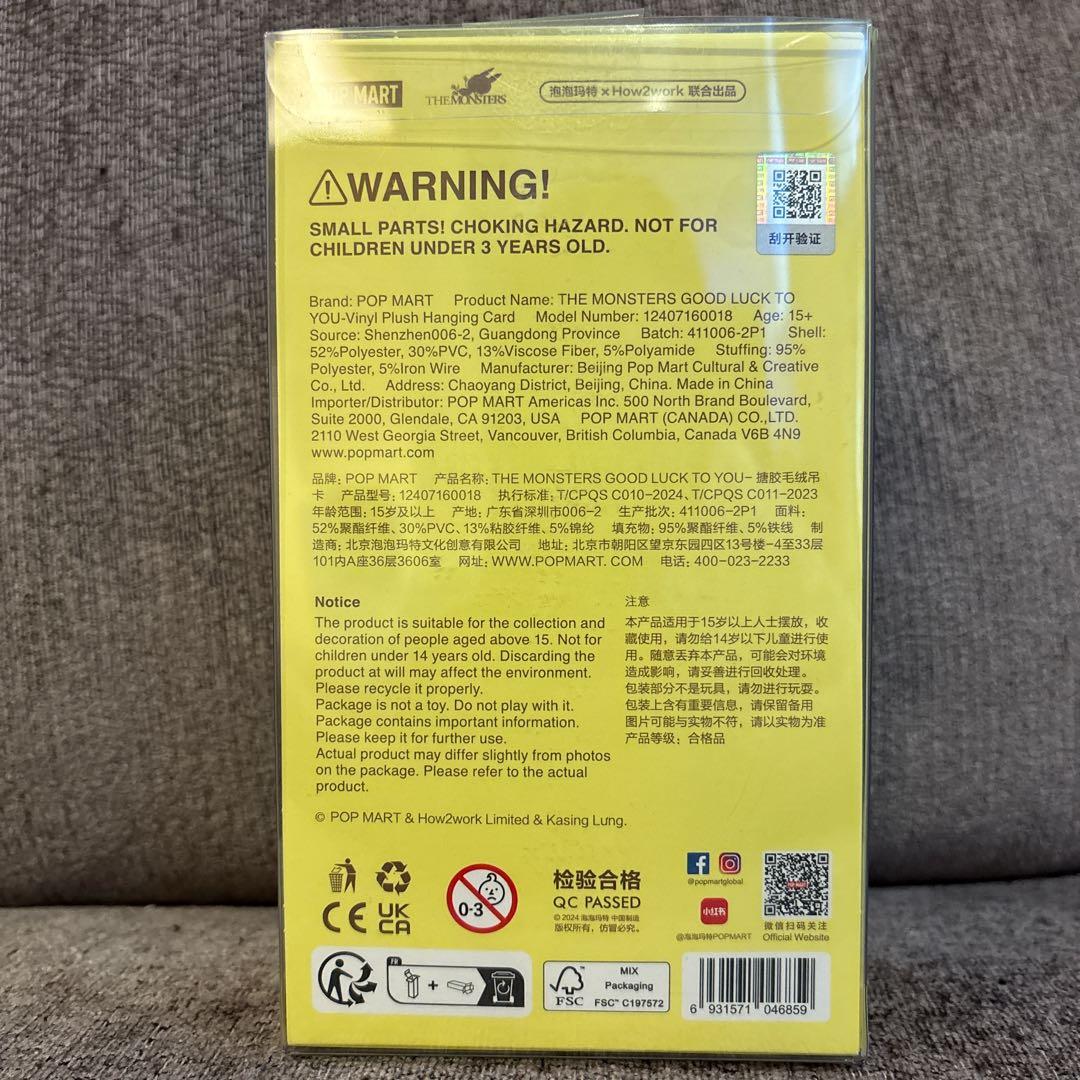 POP MART
THE MONSTERS
泡泡玛特 × How2work 联合出品
WARNING!
SMALL PARTS! CHOKING HAZARD. NOT FOR
CHILDREN UNDER 3 YEARS OLD.
刮开验证
Brand: POP MART Product Name: THE MONSTERS GOOD LUCK TO
YOU-Vinyl Plush Hanging Card Model Number: 12407160018 Age: 15+
Source: Shenzhen006-2, Guangdong Province Batch: 411006-2P1 Shell:
52%Polyester, 30%PVC, 13%Viscose Fiber, 5%Polyamide Stuffing: 95%
Polyester, 5%Iron Wire Manufacturer: Beijing Pop Mart Cultural & Creative
Co., Ltd. Address: Chaoyang District, Beijing, China. Made in China
Importer/Distributor: POP MART Americas Inc. 500 North Brand Boulevard,
Suite 2000, Glendale, CA 91203, USA POP MART (CANADA) CO.,LTD.
2110 West Georgia Street, Vancouver, British Columbia, Canada V6B 4N9
www.popmart.com
品牌: POP MART 产品名称: THE MONSTERS GOOD LUCK TO YOU- 搪胶毛绒吊
卡 产品型号: 12407160018 执行标准: T/CPQS C010-2024、T/CPQS C011-2023
年龄范围: 15岁及以上 产地: 广东省深圳市006-2 生产批次: 411006-2P1 面料:
52%聚酯纤维、30%PVC、13%粘胶纤维、5%锦纶 填充物: 95%聚酯纤维、5%铁线 制
造商: 北京泡泡玛特文化创意有限公司 地址: 北京市朝阳区望京东园四区13号楼-4至33层
101内A座36层3606室 网址: WWW.POPMART. COM 电话: 400-023-2233
Notice
The product is suitable for the collection and
decoration of people aged above 15. Not for
children under 14 years old. Discarding the
product at will may affect the environment.
Please recycle it properly.
Package is not a toy. Do not play with it.
Package contains important information.
Please keep it for further use.
Actual product may differ slightly from photos
on the package. Please refer to the actual
product.
注意
本产品适用于15岁以上人士摆放，收
藏使用，请勿给14岁以下儿童进行使
用。随意丢弃本产品，可能会对环境
造成影响，请妥善进行回收处理。
包装部分不是玩具，请勿进行玩耍。
包装上含有重要信息，请保留备用
图片可能与实物不符，请以实物为准
产品等级: 合格品
© POP MART & How2work Limited & Kasing Lung.
CE UK CA
0-3
检验合格
QC PASSED
© 2024 泡泡玛特 中国制造
版权所有，仿冒必究。
@popmartglobal
小红书
@泡泡玛特POPMART
POP MART
微信扫码关注
Official Website
FR
+
FSC
MIX
Packaging
FSC™ C197572
6 931571 046859